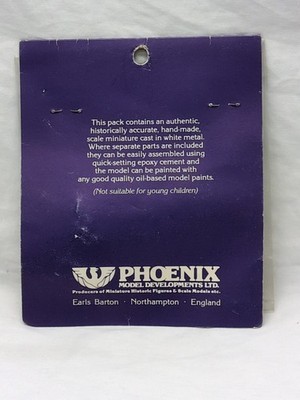 This pack contains an authentic,
historically accurate, hand-made,
scale miniature cast in white metal.
Where separate parts are included
they can be easily assembled using
quick-setting epoxy cement and
the model can be painted with
any good quality oil-based model paints.
(Not suitable for young children)
PHOENIX
MODEL DEVELOPMENTS LTD.
Producers of Miniature Historic Figures & Scale Models etc.
Earls Barton · Northampton · England